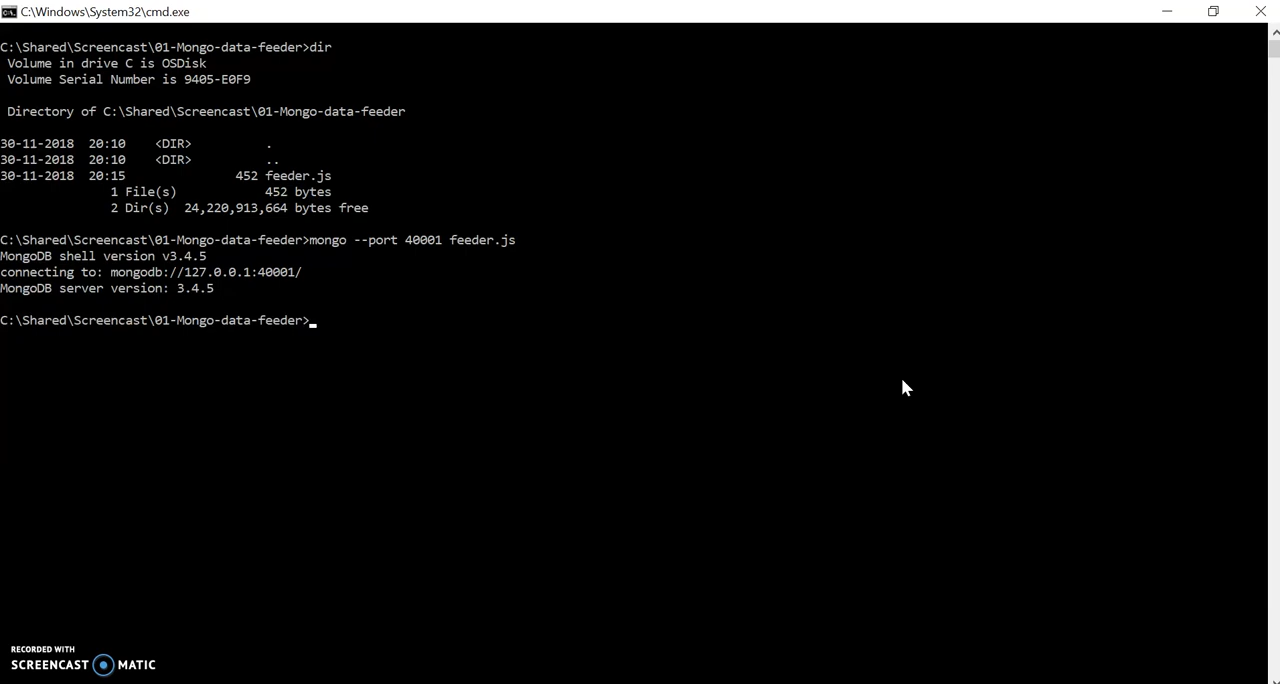 C:\Windows\System32\cmd.exe
C:\Shared\Screencast\01-Mongo-data-feeder>dir
Volume in drive C is OSDisk
Volume Serial Number is 9405-E0F9
Directory of C:\Shared\Screencast\01-Mongo-data-feeder
30-11-2018 20:10 <DIR> .
30-11-2018 20:10 <DIR> ..
30-11-2018 20:15 452 feeder.js
1 File(s) 452 bytes
2 Dir(s) 24,220,913,664 bytes free
C:\Shared\Screencast\01-Mongo-data-feeder>mongo --port 40001 feeder.js
MongoDB shell version v3.4.5
connecting to: mongodb://127.0.0.1:40001/
MongoDB server version: 3.4.5
C:\Shared\Screencast\01-Mongo-data-feeder>
RECORDED WITH
SCREENCAST MATIC